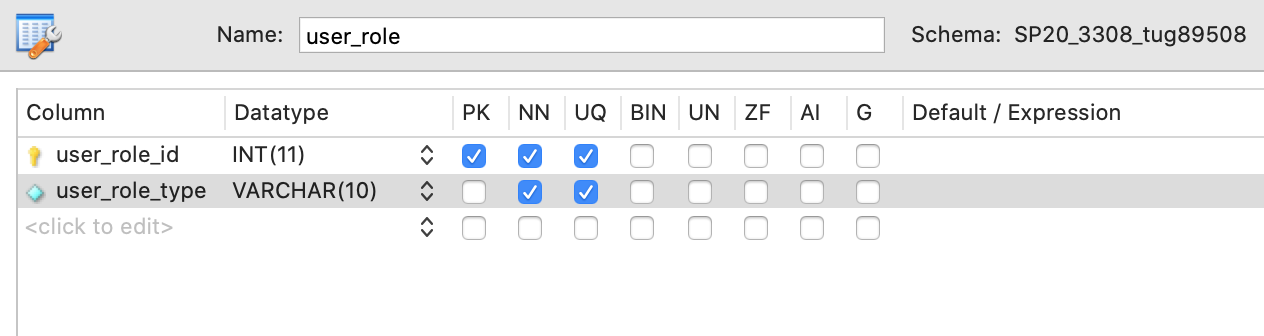 Name: user_role Schema: SP20_3308_tug89508
Column Datatype PK NN UQ BIN UN ZF AI G Default / Expression
user_role_id INT(11)
user_role_type VARCHAR(10)
<click to edit>